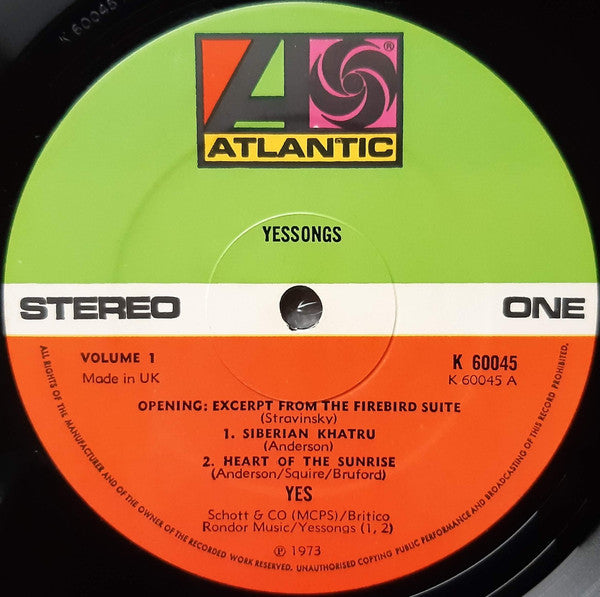 K 60045
®
ATLANTIC
YESSONGS
STEREO ONE
VOLUME 1 K 60045
Made in UK K 60045 A
OPENING: EXCERPT FROM THE FIREBIRD SUITE
(Stravinsky)
1. SIBERIAN KHATRU
(Anderson)
2. HEART OF THE SUNRISE
(Anderson/Squire/Bruford)
YES
Schott & CO (MCPS)/Britico
Rondor Music/Yessongs (1, 2)
℗ 1973
ALL RIGHTS OF THE MANUFACTURER AND OF THE OWNER OF THE RECORDED WORK RESERVED. UNAUTHORISED COPYING PUBLIC PERFORMANCE AND BROADCASTING OF THIS RECORD PROHIBITED.